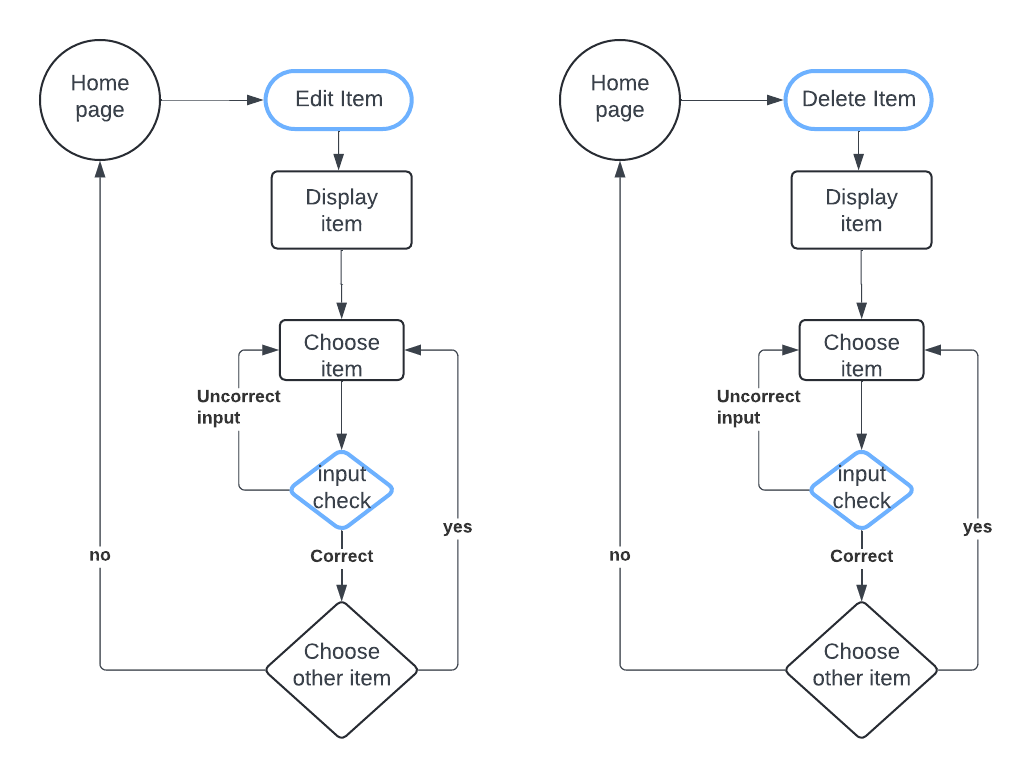 Home
page
Edit Item
Display
item
Choose
item
Uncorrect
input
input
check
yes
no
Correct
Choose
other item
Home
page
Delete Item
Display
item
Choose
item
Uncorrect
input
input
check
yes
no
Correct
Choose
other item